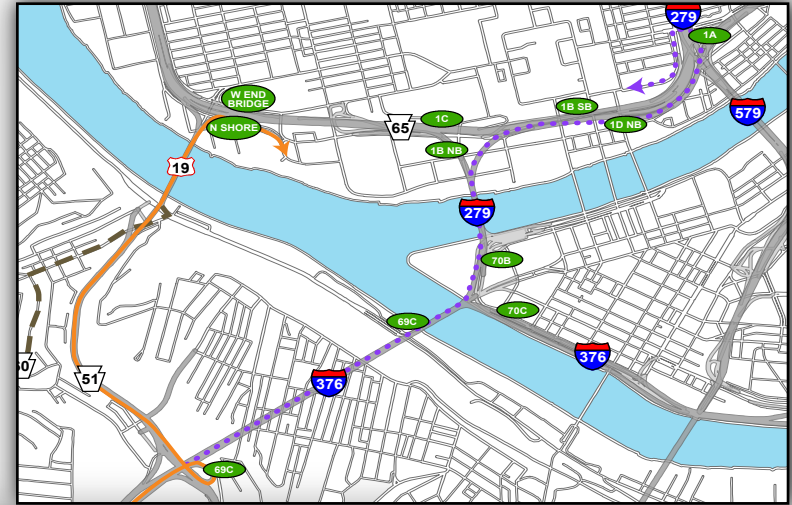 279
1A
W END
BRIDGE
N SHORE
65
1C
1B SB
1D NB
579
1B NB
19
279
70B
70C
69C
376
376
51
69C